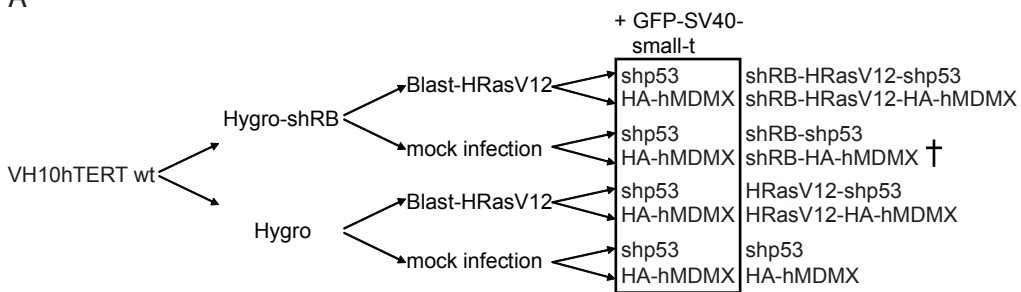 A
+ GFP-SV40-
small-t
Blast-HRasV12
shp53
shRB-HRasV12-shp53
HA-hMDMX
shRB-HRasV12-HA-hMDMX
Hygro-shRB
mock infection
shp53
shRB-shp53
HA-hMDMX
shRB-HA-hMDMX †
VH10hTERT wt
Blast-HRasV12
shp53
HRasV12-shp53
HA-hMDMX
HRasV12-HA-hMDMX
Hygro
mock infection
shp53
shp53
HA-hMDMX
HA-hMDMX